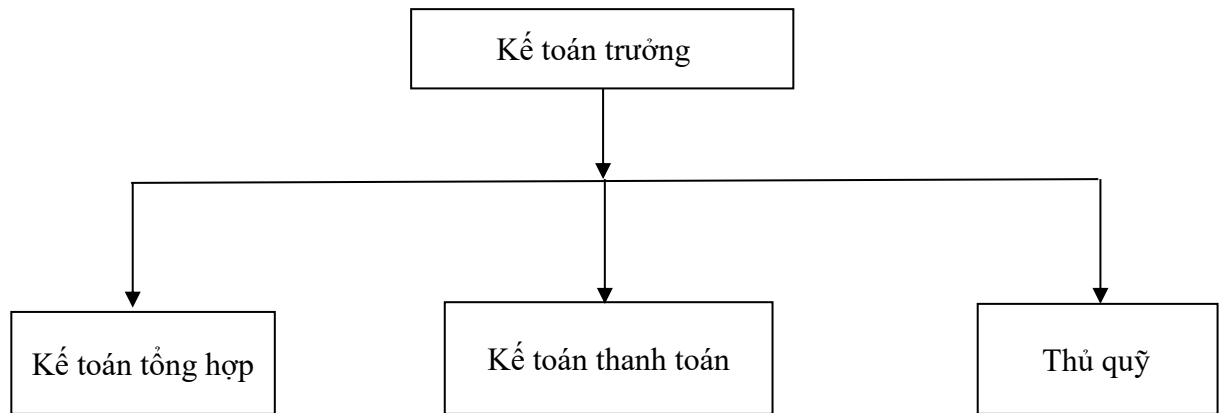 Kế toán trưởng
Kế toán tổng hợp
Kế toán thanh toán
Thủ quỹ